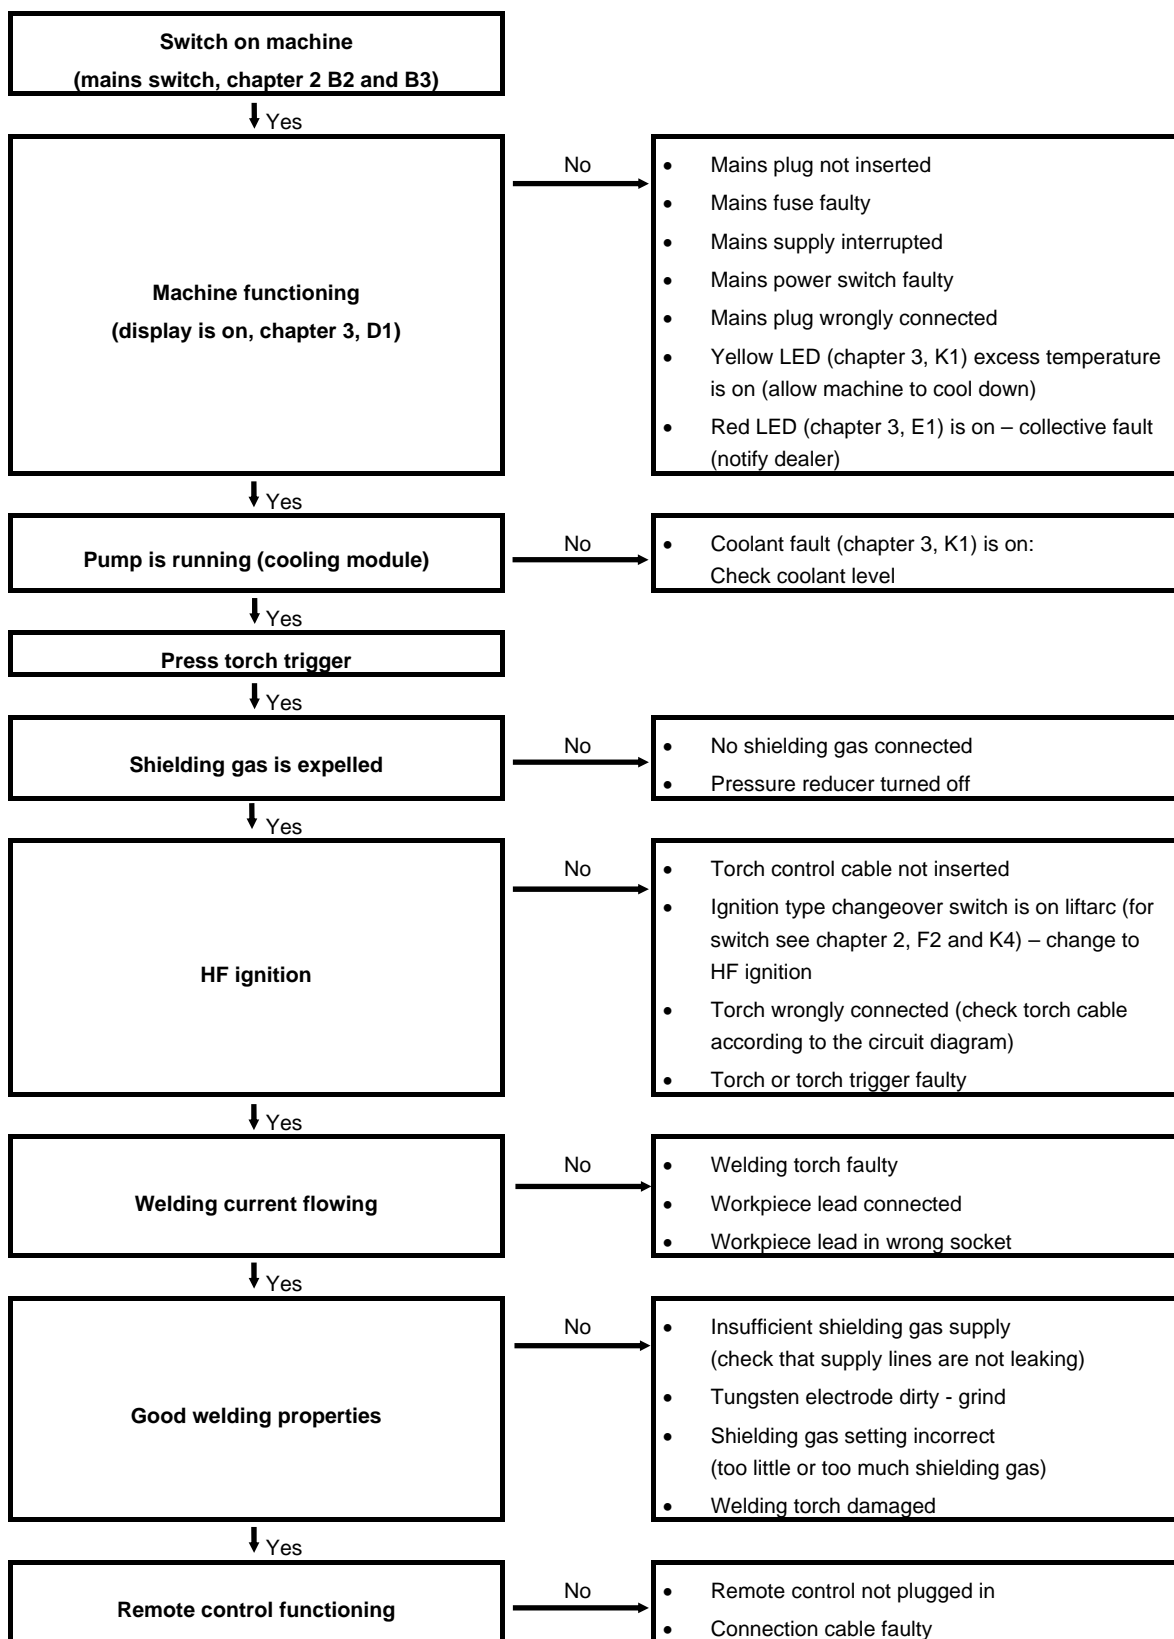 Switch on machine
(mains switch, chapter 2 B2 and B3)
Yes
Machine functioning
(display is on, chapter 3, D1)
No
• Mains plug not inserted
• Mains fuse faulty
• Mains supply interrupted
• Mains power switch faulty
• Mains plug wrongly connected
• Yellow LED (chapter 3, K1) excess temperature
is on (allow machine to cool down)
• Red LED (chapter 3, E1) is on – collective fault
(notify dealer)
Yes
Pump is running (cooling module)
No
• Coolant fault (chapter 3, K1) is on:
Check coolant level
Yes
Press torch trigger
Yes
Shielding gas is expelled
No
• No shielding gas connected
• Pressure reducer turned off
Yes
HF ignition
No
• Torch control cable not inserted
• Ignition type changeover switch is on liftarc (for
switch see chapter 2, F2 and K4) – change to
HF ignition
• Torch wrongly connected (check torch cable
according to the circuit diagram)
• Torch or torch trigger faulty
Yes
Welding current flowing
No
• Welding torch faulty
• Workpiece lead connected
• Workpiece lead in wrong socket
Yes
Good welding properties
No
• Insufficient shielding gas supply
(check that supply lines are not leaking)
• Tungsten electrode dirty - grind
• Shielding gas setting incorrect
(too little or too much shielding gas)
• Welding torch damaged
Yes
Remote control functioning
No
• Remote control not plugged in
• Connection cable faulty